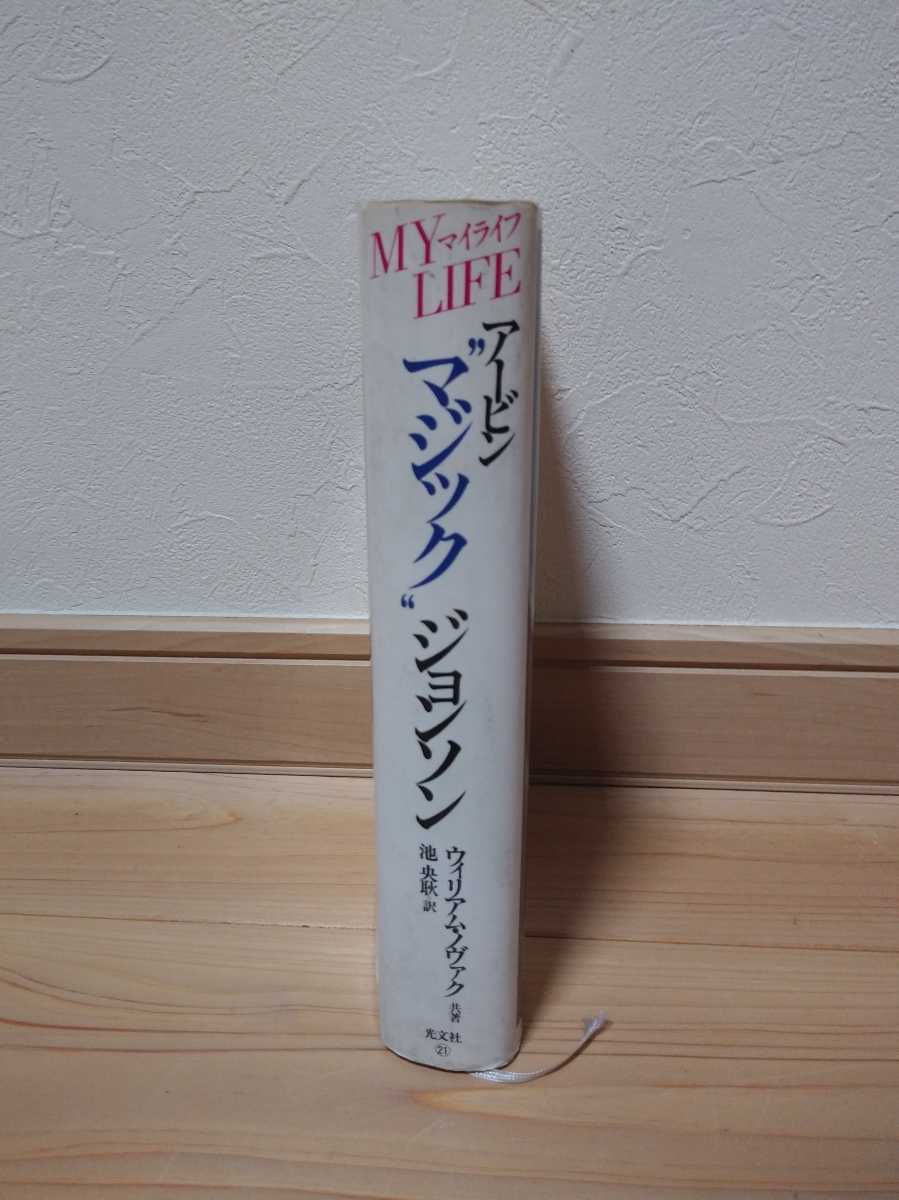 MY
マイライフ
LIFE
アービン
”マジック“ジョンソン
ウィリアム・ノヴァク 共著
池 央耿 訳
光文社
㉑